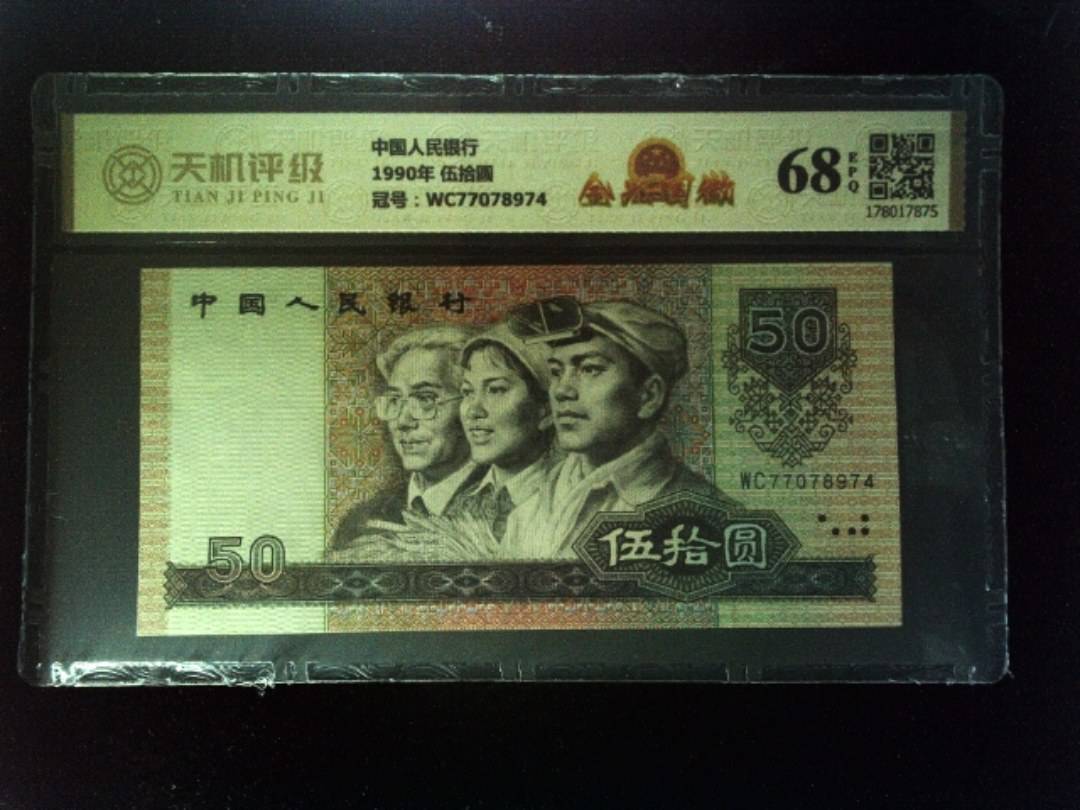 天机评级
TIAN JI PING JI
中国人民银行
1990年 伍拾圆
冠号：WC77078974
国徽
68
EPQ
178017875
中国人民银行
50
WC77078974
50
伍拾圆